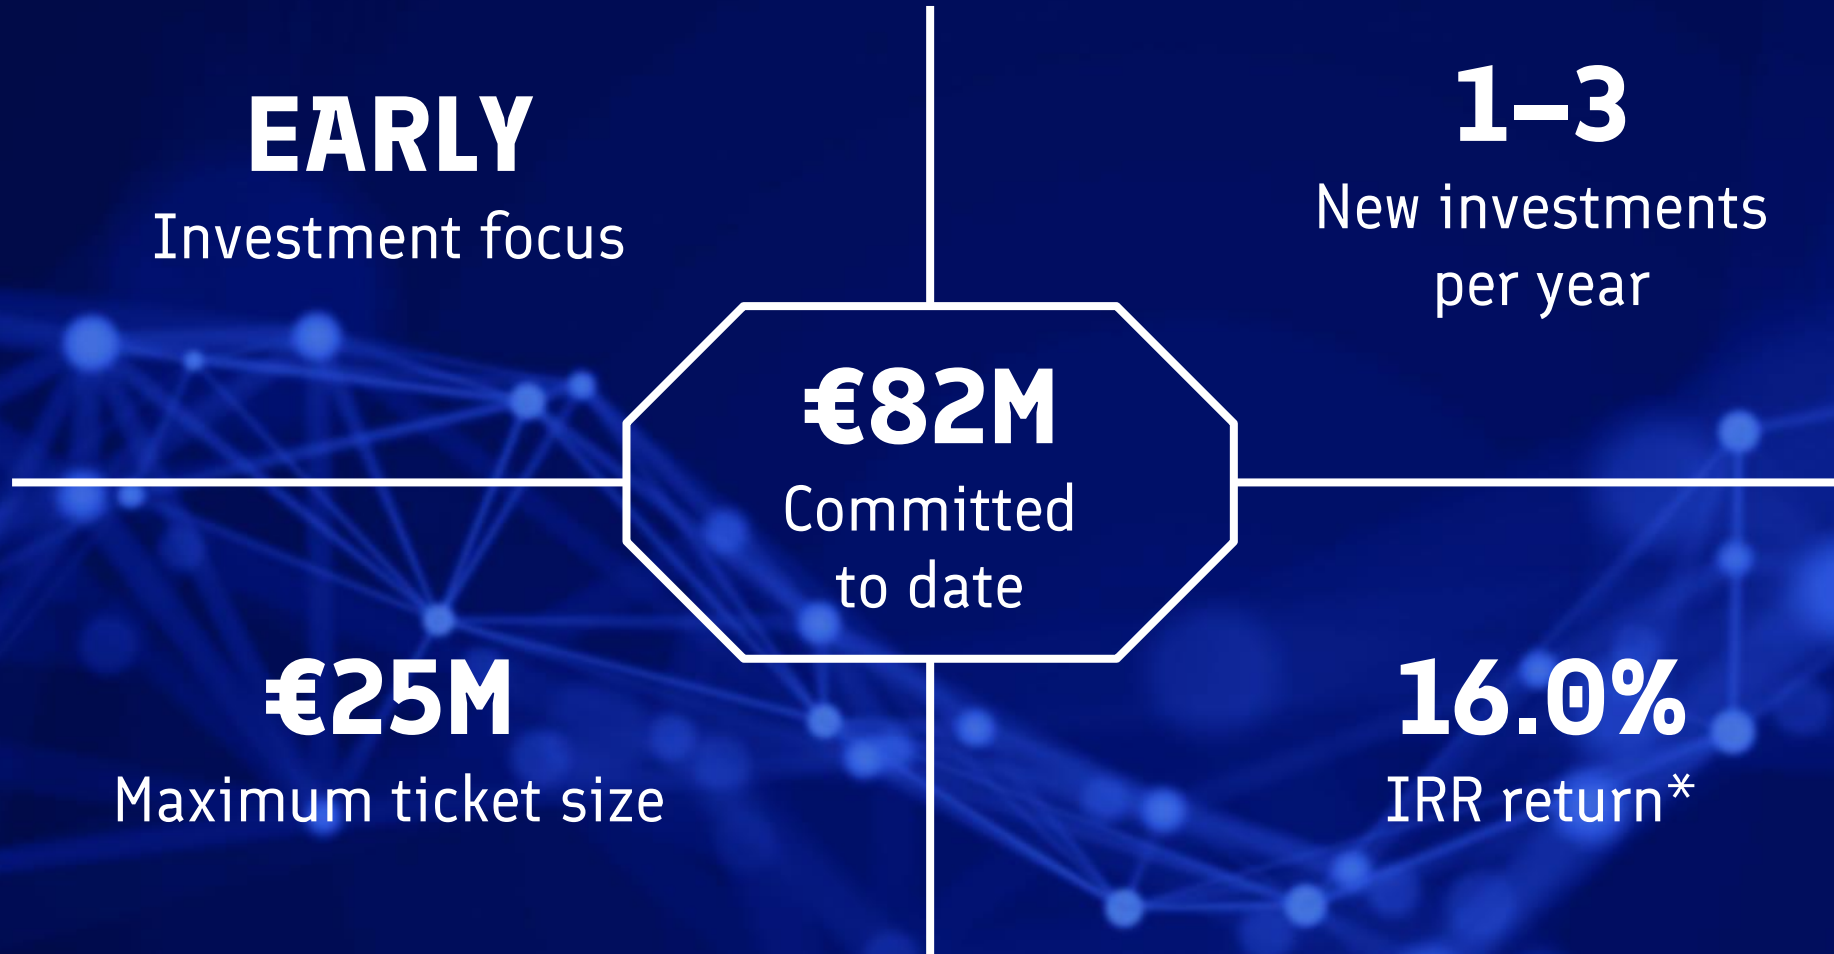 EARLY
Investment focus
1–3
New investments
per year
€82M
Committed
to date
€25M
Maximum ticket size
16.0%
IRR return*